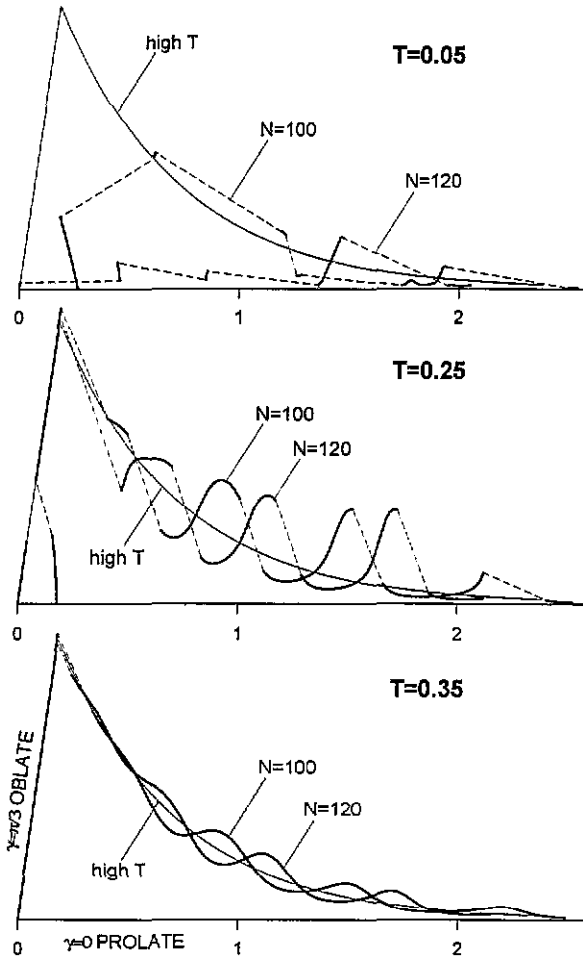 high T
T=0.05
N=100
N=120
0
1
2
T=0.25
N=100
N=120
high T
0
1
2
T=0.35
γ=π/3 OBLATE
N=100
N=120
high T
0
γ=0 PROLATE
1
2